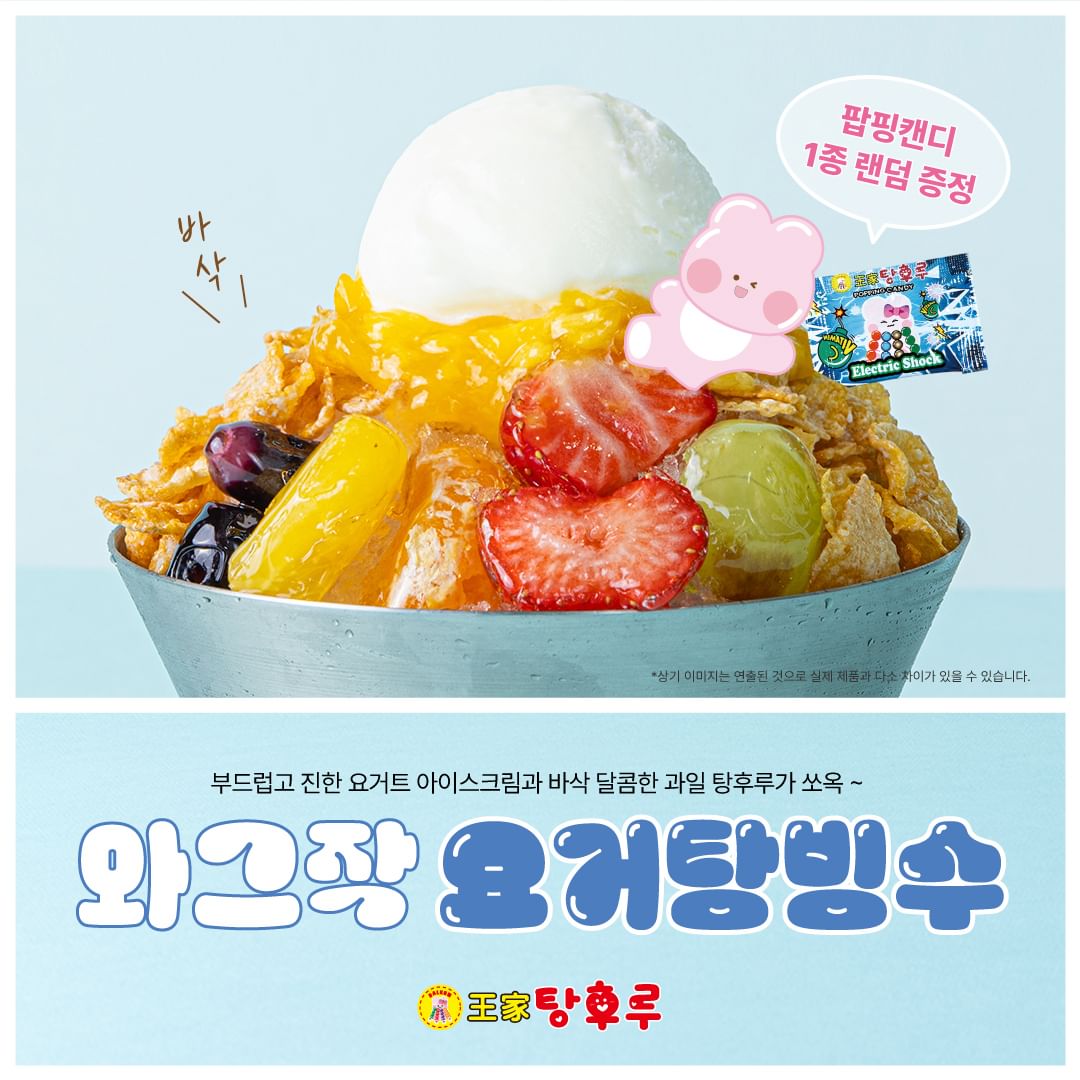 팝핑캔디
1종 랜덤 증정
바
삭
王家탕후루
POPPING CANDY
Electric Shock
*상기 이미지는 연출된 것으로 실제 제품과 다소 차이가 있을 수 있습니다.
부드럽고 진한 요거트 아이스크림과 바삭 달콤한 과일 탕후루가 쏘옥 ~
와그작 요거탕빙수
DALKOM
王家탕후루